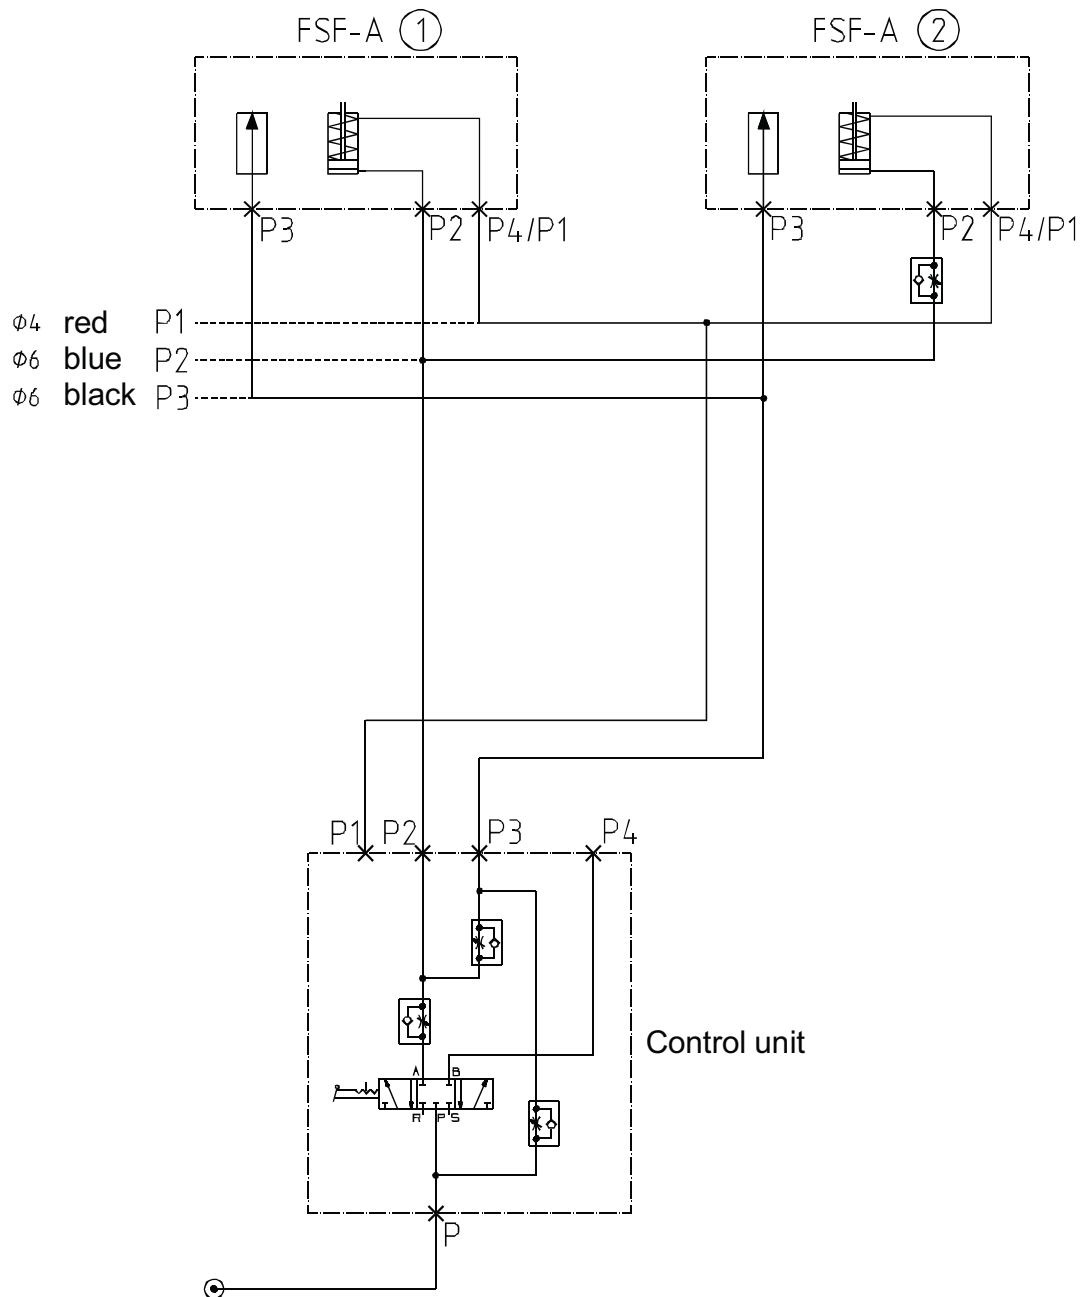 FSF-A 1 FSF-A 2
P3 P2 P4/P1 P3 P2 P4/P1
Φ4 red P1
Φ6 blue P2
Φ6 black P3
P1 P2 P3 P4
Control unit
A B
R P S
P